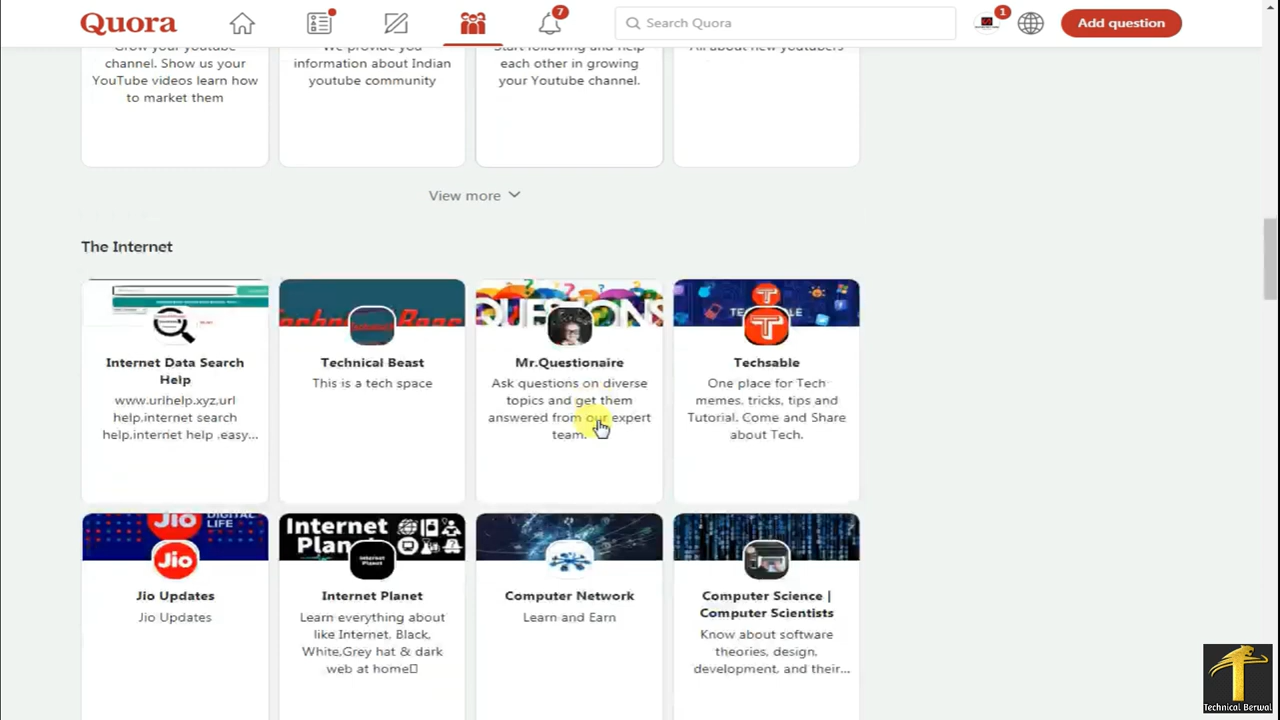 Quora
7
Search Quora
1
Add question
Grow your youtube
channel. Show us your
YouTube videos learn how
to market them
We provide you
information about Indian
youtube community
Start following and help
each other in growing
your Youtube channel.
All about new youtubers
View more
The Internet
Internet Data Search
Help
www.urlhelp.xyz,url
help.internet search
help.internet help .easy...
Technical Beast
This is a tech space
QUESTIONS
Mr.Questionaire
Ask questions on diverse
topics and get them
answered from our expert
team.
T
T
Techsable
One place for Tech
memes, tricks, tips and
Tutorial. Come and Share
about Tech.
Jio
DIGITAL
LIFE
Jio
Jio Updates
Jio Updates
Internet
Plan
Internet
Planet
Internet Planet
Learn everything about
like Internet, Black,
White,Grey hat & dark
web at home
Computer Network
Learn and Earn
Computer Science |
Computer Scientists
Know about software
theories, design,
development, and their...
Technical Berwal